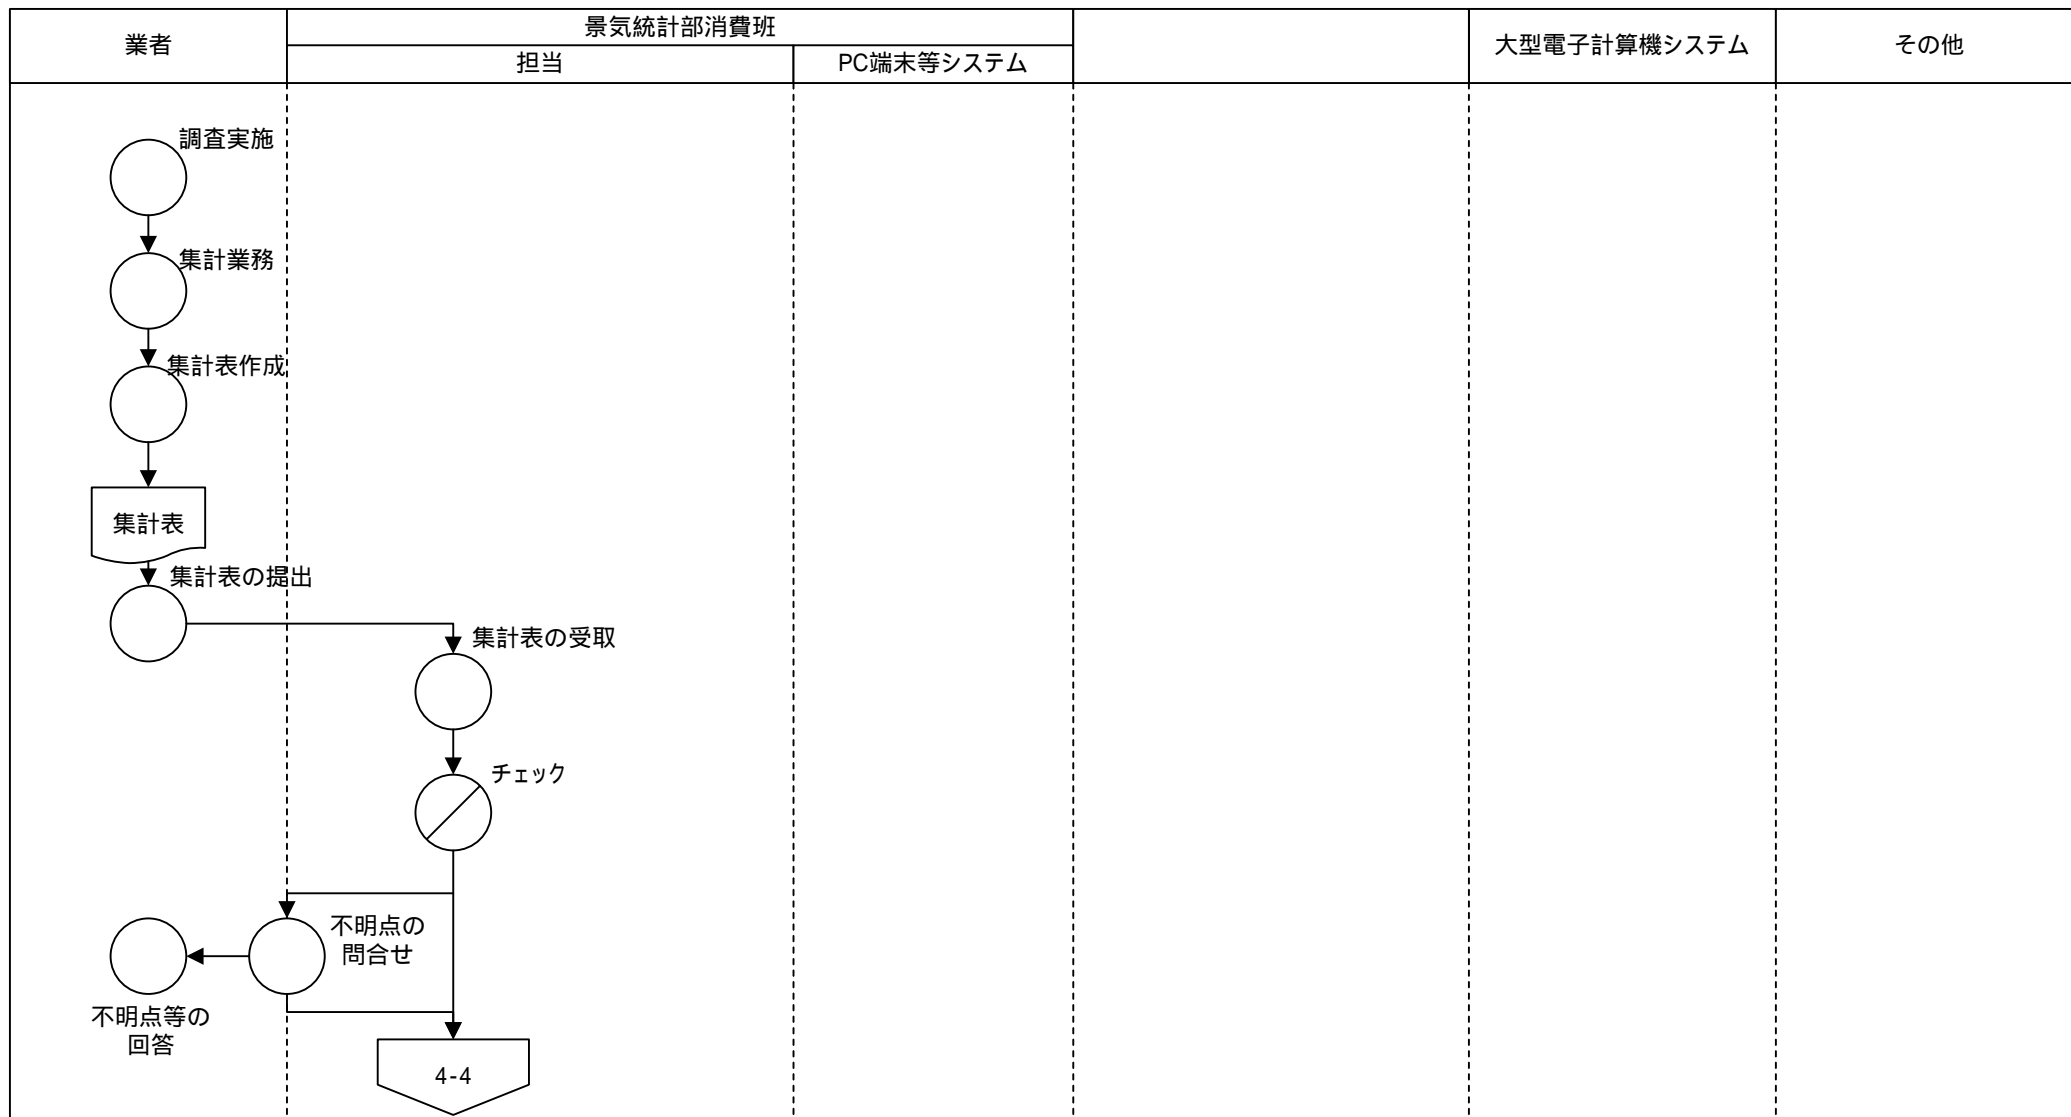 業者
景気統計部消費班
担当
PC端末等システム
大型電子計算機システム
その他
調査実施
集計業務
集計表作成
集計表
集計表の提出
集計表の受取
チェック
不明点の
問合せ
不明点等の
回答
4-4